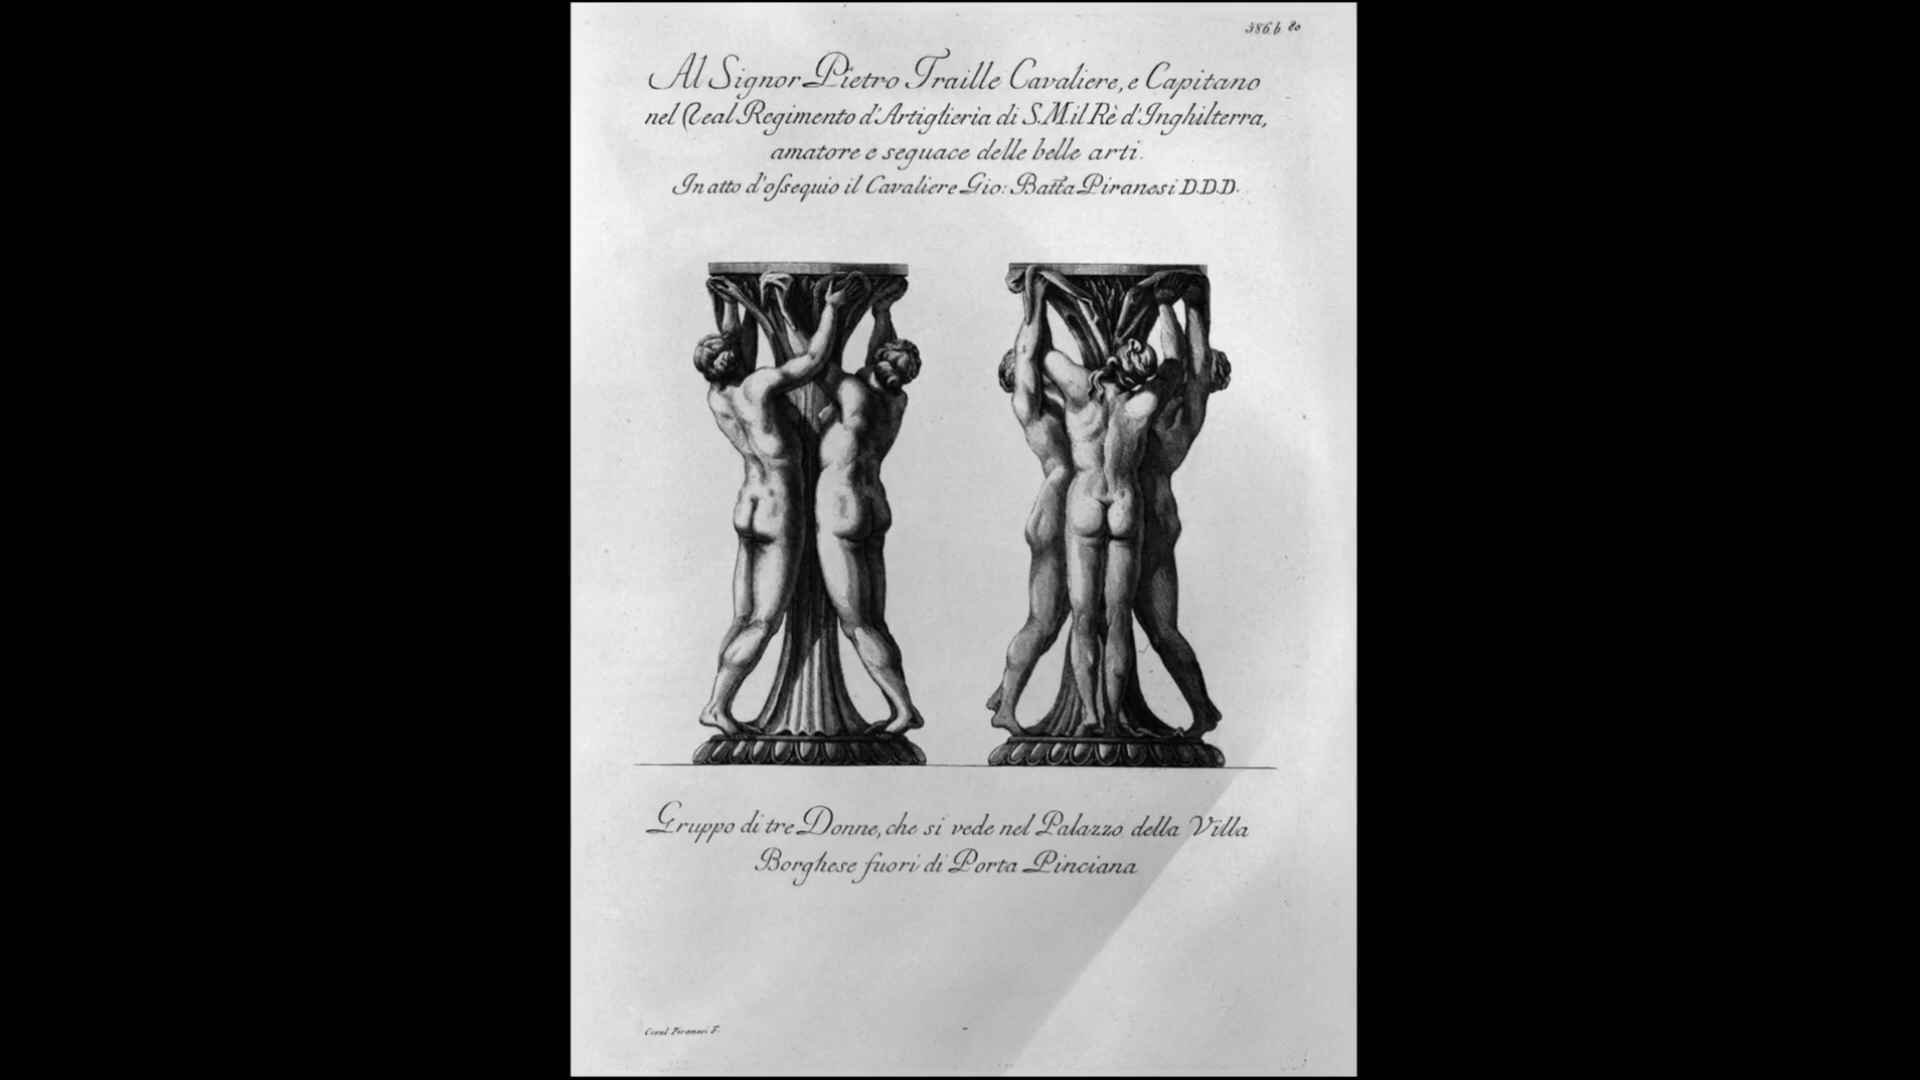 386.b 80
Al Signor Pietro Traille Cavaliere, e Capitano
nel Real Regimento d'Artiglieria di S.M. il Rè d'Inghilterra,
amatore e seguace delle belle arti.
In atto d'ossequio il Cavaliere Gio: Batta Piranesi D.D.D.
Gruppo di tre Donne, che si vede nel Palazzo della Villa
Borghese fuori di Porta Pinciana
Caval. Piranesi F.